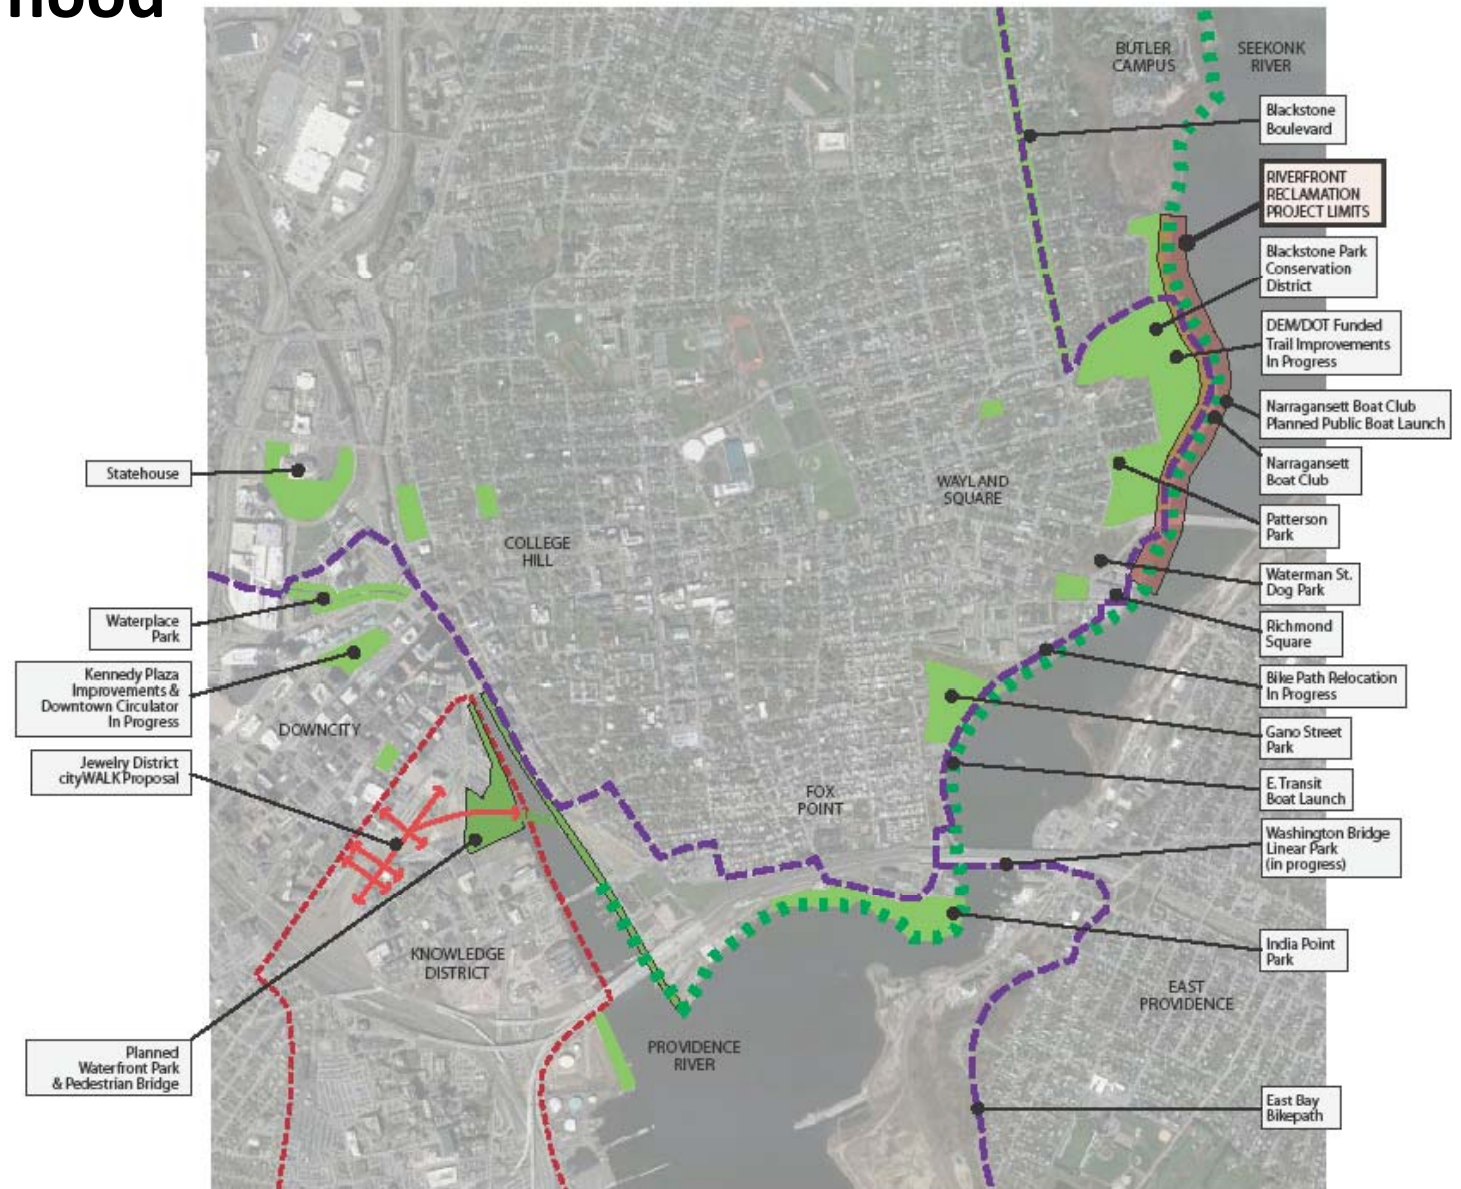 hood
BUTLER
CAMPUS
SEEKONK
RIVER
Blackstone
Boulevard
RIVERFRONT
RECLAMATION
PROJECT LIMITS
Blackstone Park
Conservation
District
DEM/DOT Funded
Trail Improvements
In Progress
Narragansett Boat Club
Planned Public Boat Launch
Narragansett
Boat Club
Patterson
Park
Waterman St.
Dog Park
Richmond
Square
Bike Path Relocation
In Progress
Gano Street
Park
E. Transit
Boat Launch
Washington Bridge
Linear Park
(in progress)
India Point
Park
East Bay
Bikepath
Statehouse
Waterplace
Park
Kennedy Plaza
Improvements &
Downtown Circulator
In Progress
Jewelry District
cityWALK Proposal
Planned
Waterfront Park
& Pedestrian Bridge
WAYLAND
SQUARE
COLLEGE
HILL
DOWNCITY
FOX
POINT
KNOWLEDGE
DISTRICT
PROVIDENCE
RIVER
EAST
PROVIDENCE